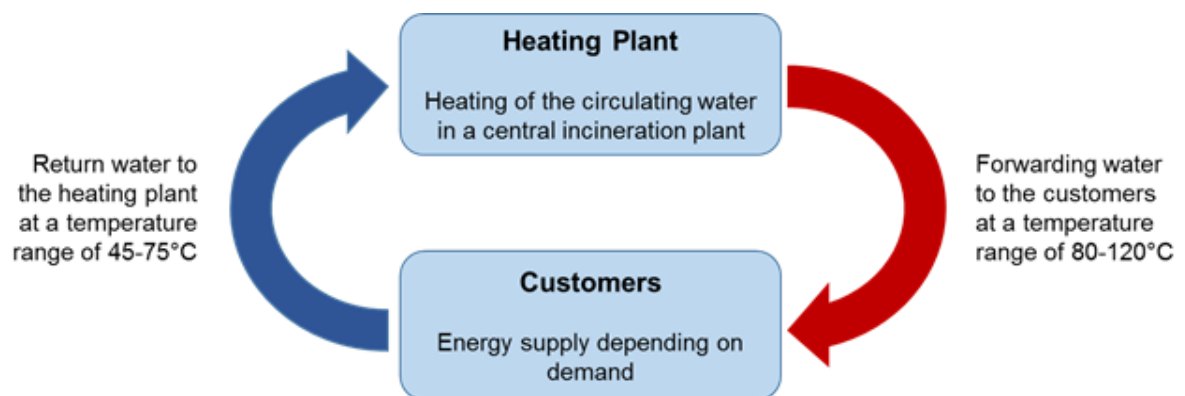 Heating Plant
Heating of the circulating water
in a central incineration plant
Return water to
the heating plant
at a temperature
range of 45-75°C
Forwarding water
to the customers
at a temperature
range of 80-120°C
Customers
Energy supply depending on
demand